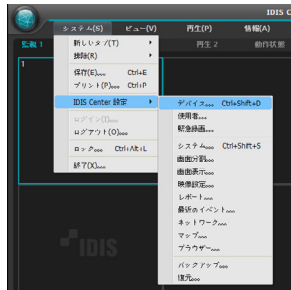 IDIS C
システム(S) ビュー(V) 再生(P) 情報(A)
監視 1 再生 2 動作状態
1
新しいタブ(T)
排除(R)
保存(E)... Ctrl+E
プリント(P)... Ctrl+P
IDIS Center 設定
ログイン(I)...
ログアウト(O)...
ロック... Ctrl+Alt+L
終了(X)...
デバイス... Ctrl+Shift+D
使用者...
緊急録画...
システム... Ctrl+Shift+S
画面分割...
画面表示...
映像設定...
レポート...
最近のイベント...
ネットワーク...
マップ...
ブラウザー...
バックアップ...
復元...
IDIS